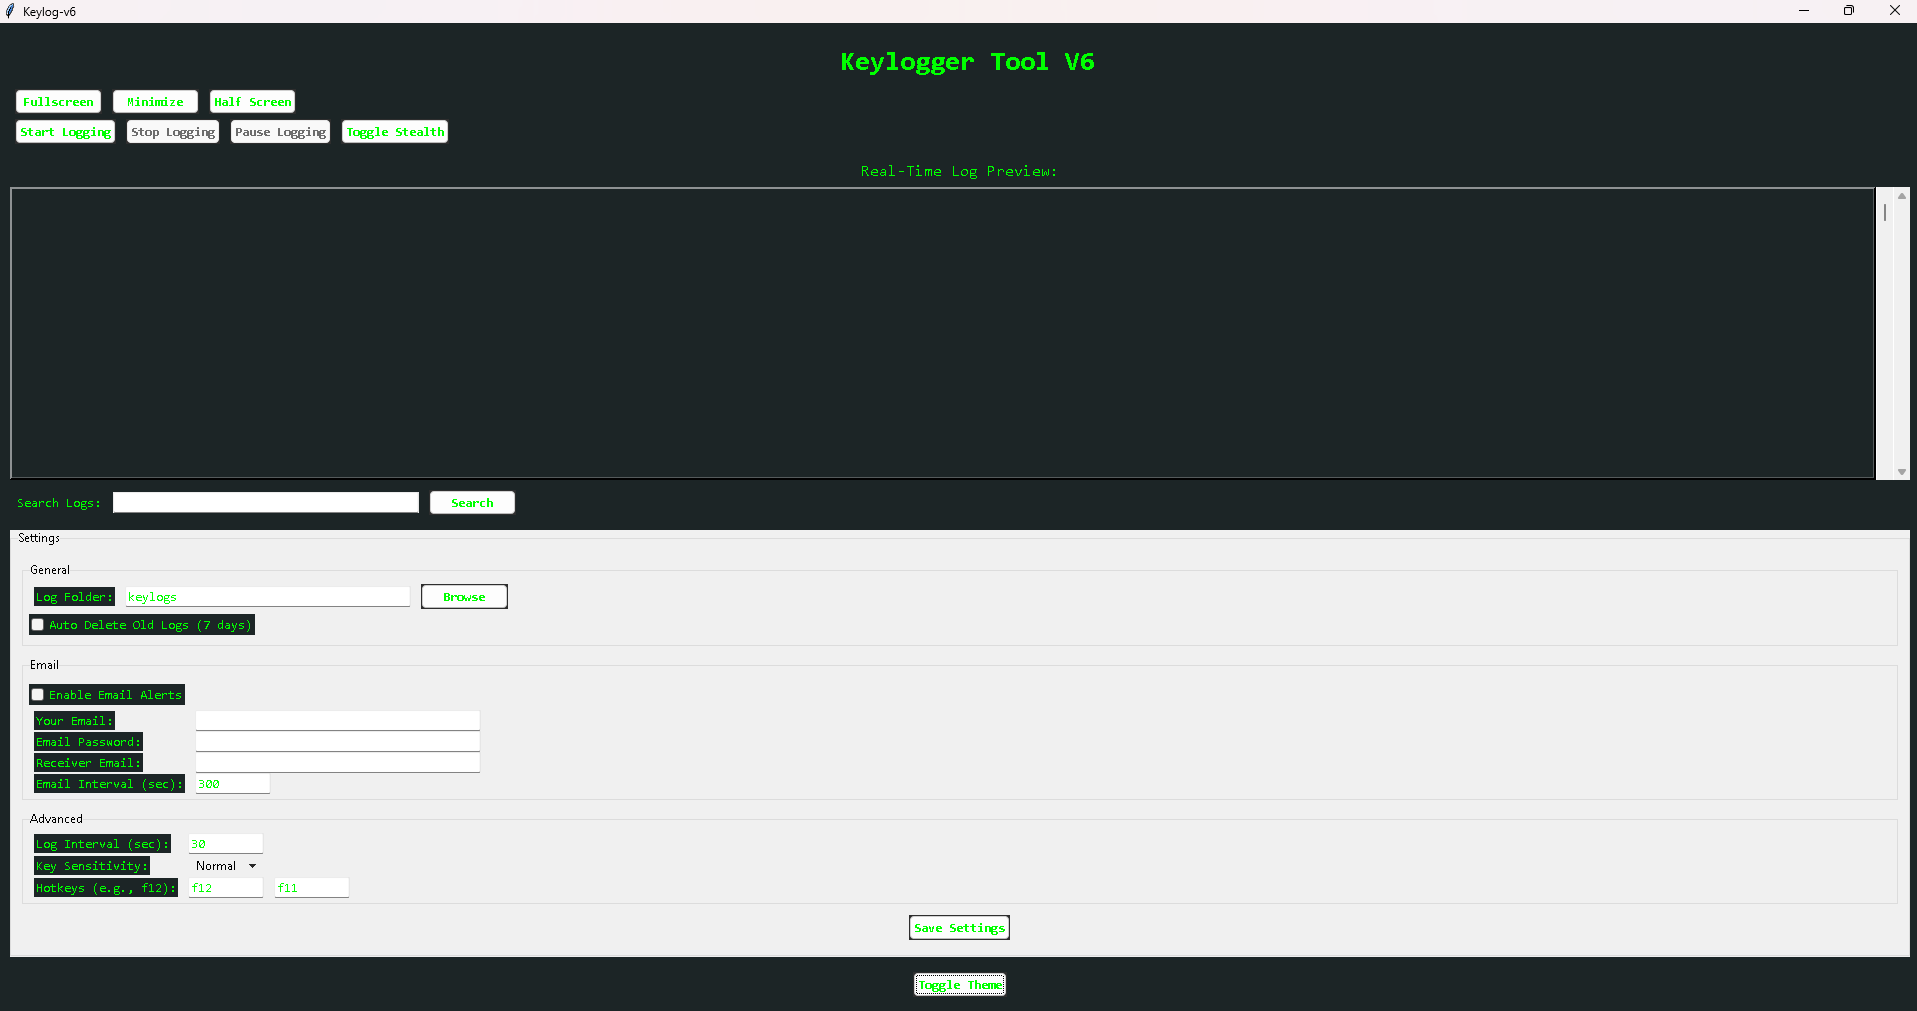 Keylog-v6
Keylogger Tool V6
Fullscreen Minimize Half Screen
Start Logging Stop Logging Pause Logging Toggle Stealth
Real-Time Log Preview:
Search Logs: Search
Settings
General
Log Folder: keylogs Browse
Auto Delete Old Logs (7 days)
Email
Enable Email Alerts
Your Email:
Email Password:
Receiver Email:
Email Interval (sec): 300
Advanced
Log Interval (sec): 30
Key Sensitivity: Normal
Hotkeys (e.g., f12): f12 f11
Save Settings
Toggle Theme